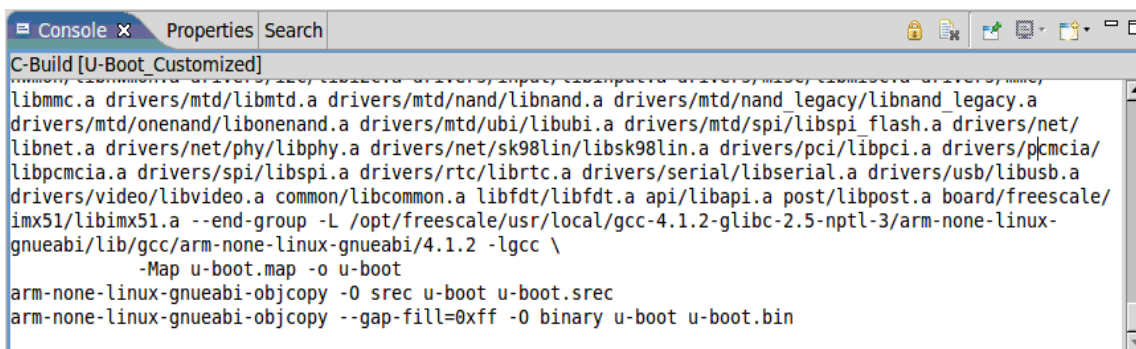 Console Properties Search
C-Build [U-Boot_Customized]
libmmc.a drivers/mtd/libmtd.a drivers/mtd/nand/libnand.a drivers/mtd/nand_legacy/libnand_legacy.a
drivers/mtd/onenand/libonenand.a drivers/mtd/ubi/libubi.a drivers/mtd/spi/libspi_flash.a drivers/net/
libnet.a drivers/net/phy/libphy.a drivers/net/sk98lin/libsk98lin.a drivers/pci/libpci.a drivers/pcmcia/
libpcmcia.a drivers/spi/libspi.a drivers/rtc/librtc.a drivers/serial/libserial.a drivers/usb/libusb.a
drivers/video/libvideo.a common/libcommon.a libfdt/libfdt.a api/libapi.a post/libpost.a board/freescale/
imx51/libimx51.a --end-group -L /opt/freescale/usr/local/gcc-4.1.2-glibc-2.5-nptl-3/arm-none-linux-
gnueabi/lib/gcc/arm-none-linux-gnueabi/4.1.2 -lgcc \
-Map u-boot.map -o u-boot
arm-none-linux-gnueabi-objcopy -O srec u-boot u-boot.srec
arm-none-linux-gnueabi-objcopy --gap-fill=0xff -O binary u-boot u-boot.bin